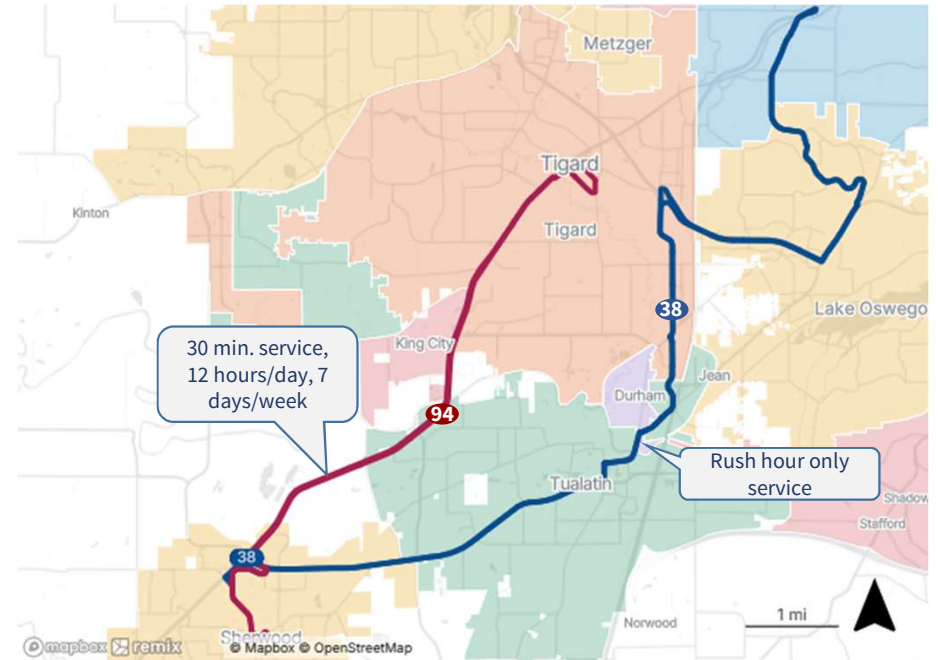 Metzger
Tigard
Kinton
Tigard
38
Lake Oswego
30 min. service,
12 hours/day, 7
days/week
King City
Jean
Durham
94
Rush hour only
service
Tualatin
Shadow
Stafford
38
1 mi
Norwood
Sherwood
mapbox remix © Mapbox © OpenStreetMap